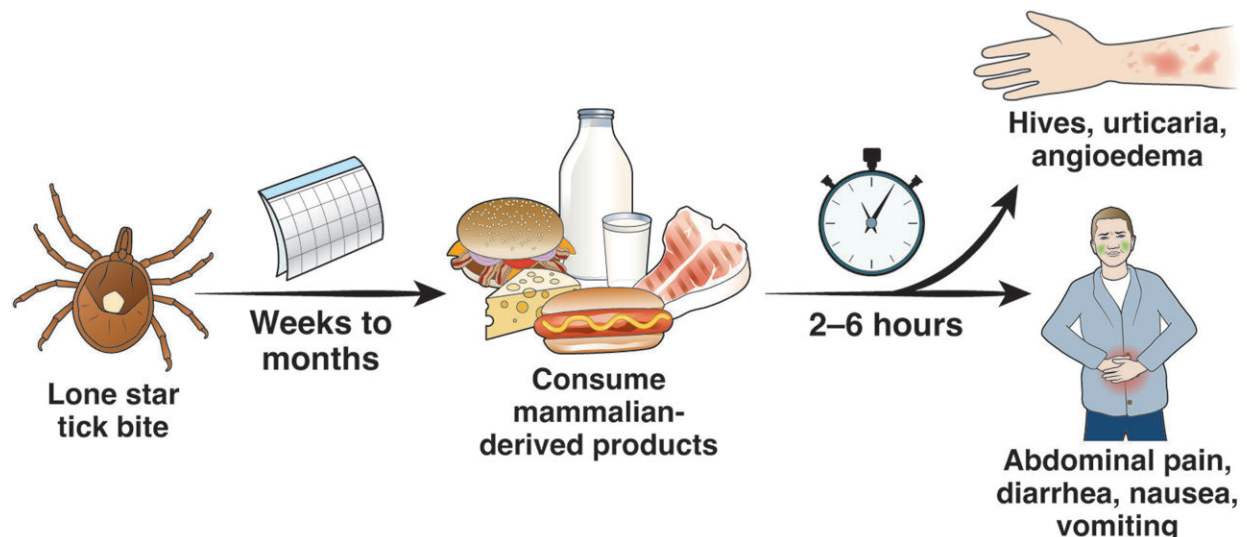 Lone star
tick bite
Weeks to
months
Consume
mammalian-
derived products
2–6 hours
Hives, urticaria,
angioedema
Abdominal pain,
diarrhea, nausea,
vomiting